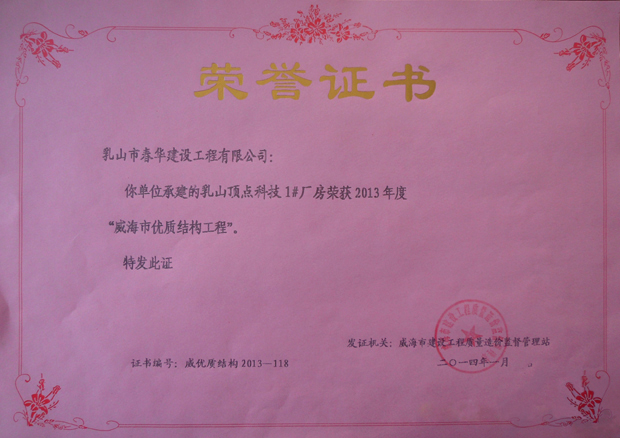 荣誉证书
乳山市春华建设工程有限公司：
你单位承建的乳山顶点科技1#厂房荣获2013年度
“威海市优质结构工程”。
特发此证
发证机关：威海市建设工程质量造价监督管理站
证书编号：威优质结构2013—118
二〇一四年一月